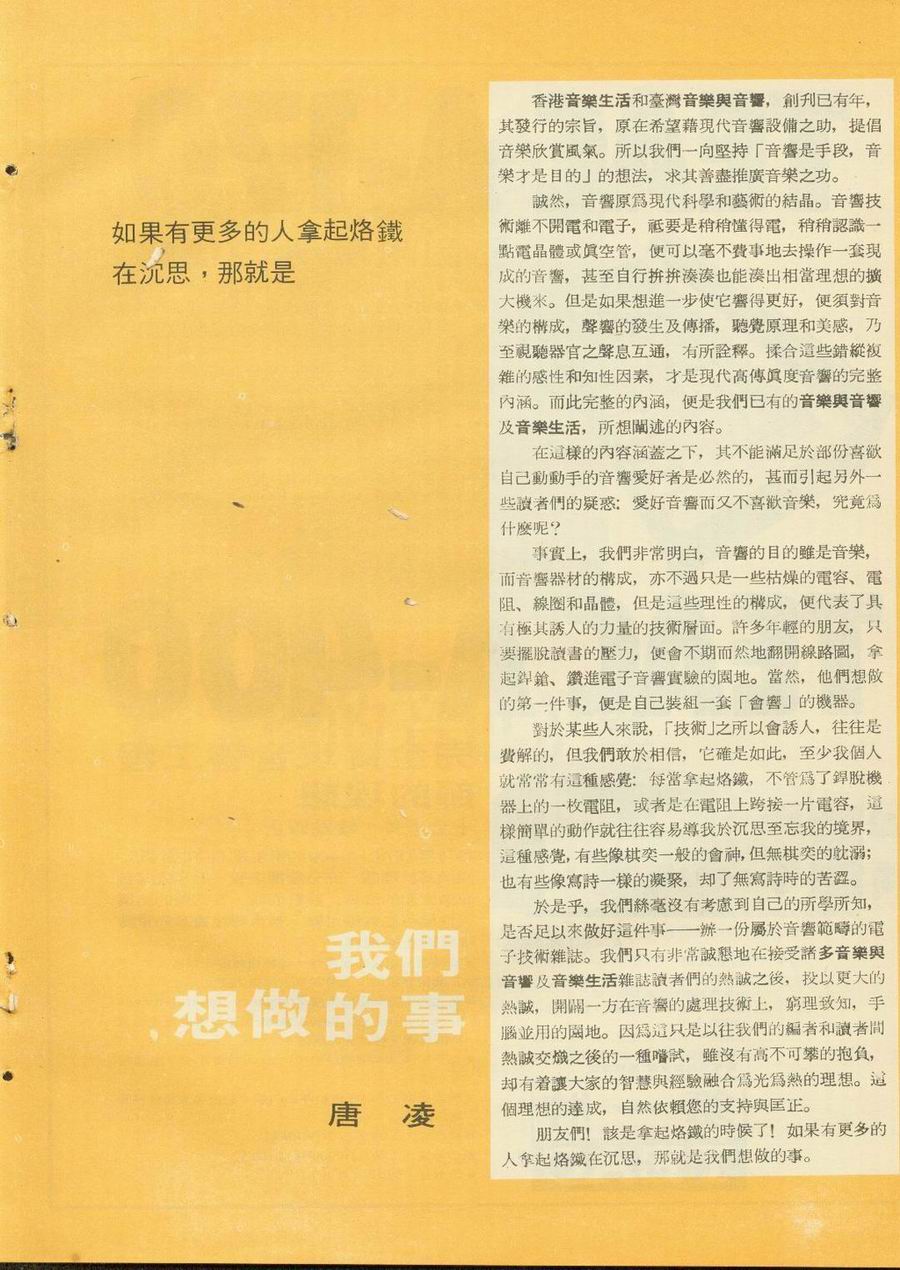 如果有更多的人拿起烙鐵
在沉思，那就是
我們
想做的事
唐　凌
香港音樂生活和臺灣音樂與音響，創刊已有年，
其發行的宗旨，原在希望藉現代音響設備之助，提倡
音樂欣賞風氣。所以我們一向堅持「音響是手段，音
樂才是目的」的想法，求其善盡推廣音樂之功。
誠然，音響原爲現代科學和藝術的結晶。音響技
術離不開電和電子，祗要是稍稍懂得電，稍稍認識一
點電晶體或眞空管，便可以毫不費事地去操作一套現
成的音響，甚至自行拚拚湊湊也能湊出相當理想的擴
大機來。但是如果想進一步使它響得更好，便須對音
樂的構成，聲響的發生及傳播，聽覺原理和美感，乃
至視聽器官之聲息互通，有所詮釋。揉合這些錯縱複
雜的感性和知性因素，才是現代高傳眞度音響的完整
內涵。而此完整的內涵，便是我們已有的音樂與音響
及音樂生活，所想闡述的內容。
在這樣的內容涵蓋之下，其不能滿足於部份喜歡
自己動動手的音響愛好者是必然的，甚而引起另外一
些讀者們的疑惑：愛好音響而又不喜歡音樂，究竟爲
什麼呢？
事實上，我們非常明白，音響的目的雖是音樂，
而音響器材的構成，亦不過只是一些枯燥的電容、電
阻、線圈和晶體，但是這些理性的構成，便代表了具
有極其誘人的力量的技術層面。許多年輕的朋友，只
要擺脫讀書的壓力，便會不期而然地翻開線路圖，拿
起銲鎗、鑽進電子音響實驗的園地。當然，他們想做
的第一件事，便是自己裝組一套「會響」的機器。
對於某些人來說，「技術」之所以會誘人，往往是
費解的，但我們敢於相信，它確是如此，至少我個人
就常常有這種感覺：每當拿起烙鐵，不管爲了銲脫機
器上的一枚電阻，或者是在電阻上跨接一片電容，這
樣簡單的動作就往往容易導我於沉思至忘我的境界，
這種感覺，有些像棋奕一般的會神，但無棋奕的躭溺；
也有些像寫詩一樣的凝聚，却了無寫詩時的苦澀。
於是乎，我們絲毫沒有考慮到自己的所學所知，
是否足以來做好這件事——辦一份屬於音響範疇的電
子技術雜誌。我們只有非常誠懇地在接受諸多音樂與
音響及音樂生活雜誌讀者們的熱誠之後，投以更大的
熱誠，開闢一方在音響的處理技術上，窮理致知，手
腦並用的園地。因爲這只是以往我們的編者和讀者間
熱誠交熾之後的一種嚐試，雖沒有高不可攀的抱負，
却有着讓大家的智慧與經驗融合爲光爲熱的理想。這
個理想的達成，自然依賴您的支持與匡正。
朋友們！該是拿起烙鐵的時候了！如果有更多的
人拿起烙鐵在沉思，那就是我們想做的事。